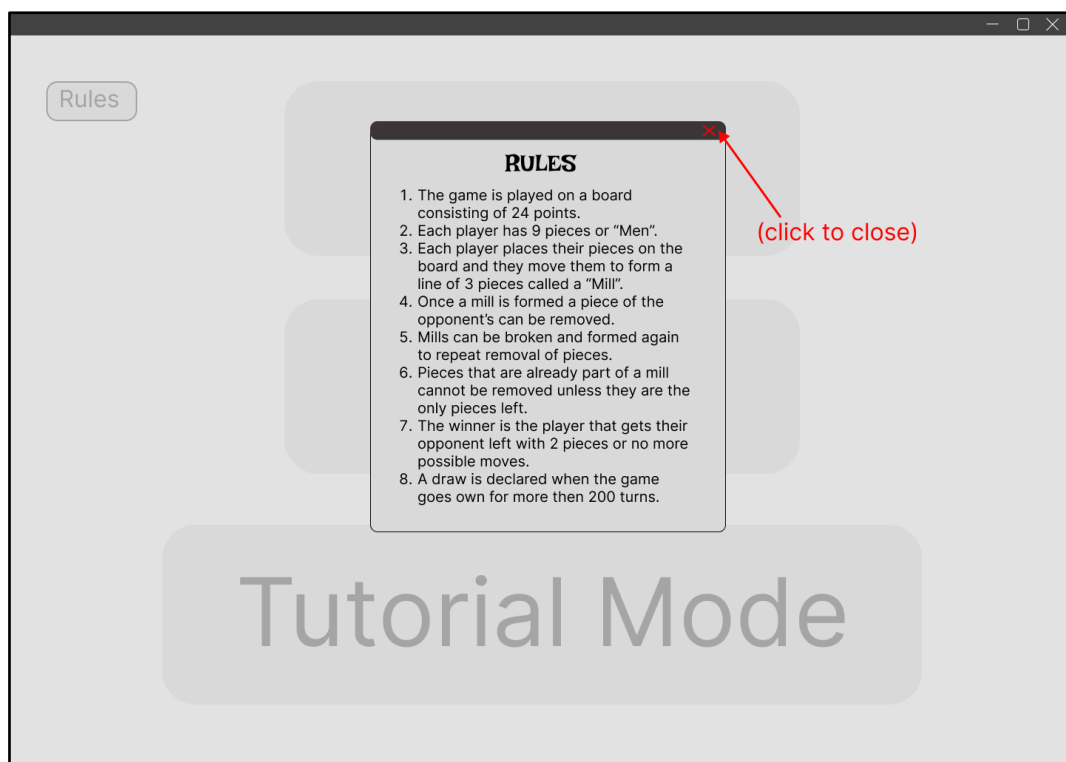 Rules
RULES
1. The game is played on a board
consisting of 24 points.
2. Each player has 9 pieces or “Men”.
3. Each player places their pieces on the
board and they move them to form a
line of 3 pieces called a “Mill”.
4. Once a mill is formed a piece of the
opponent’s can be removed.
5. Mills can be broken and formed again
to repeat removal of pieces.
6. Pieces that are already part of a mill
cannot be removed unless they are the
only pieces left.
7. The winner is the player that gets their
opponent left with 2 pieces or no more
possible moves.
8. A draw is declared when the game
goes own for more then 200 turns.
(click to close)
Tutorial Mode